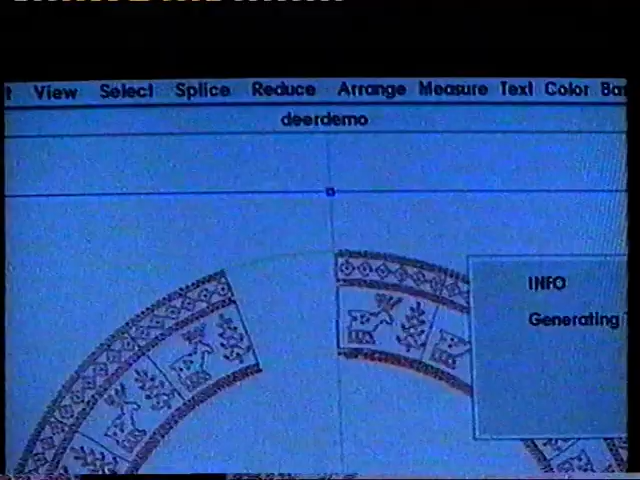 View Select Splice Reduce Arrange Measure Text Color
deerdemo
INFO
Generating